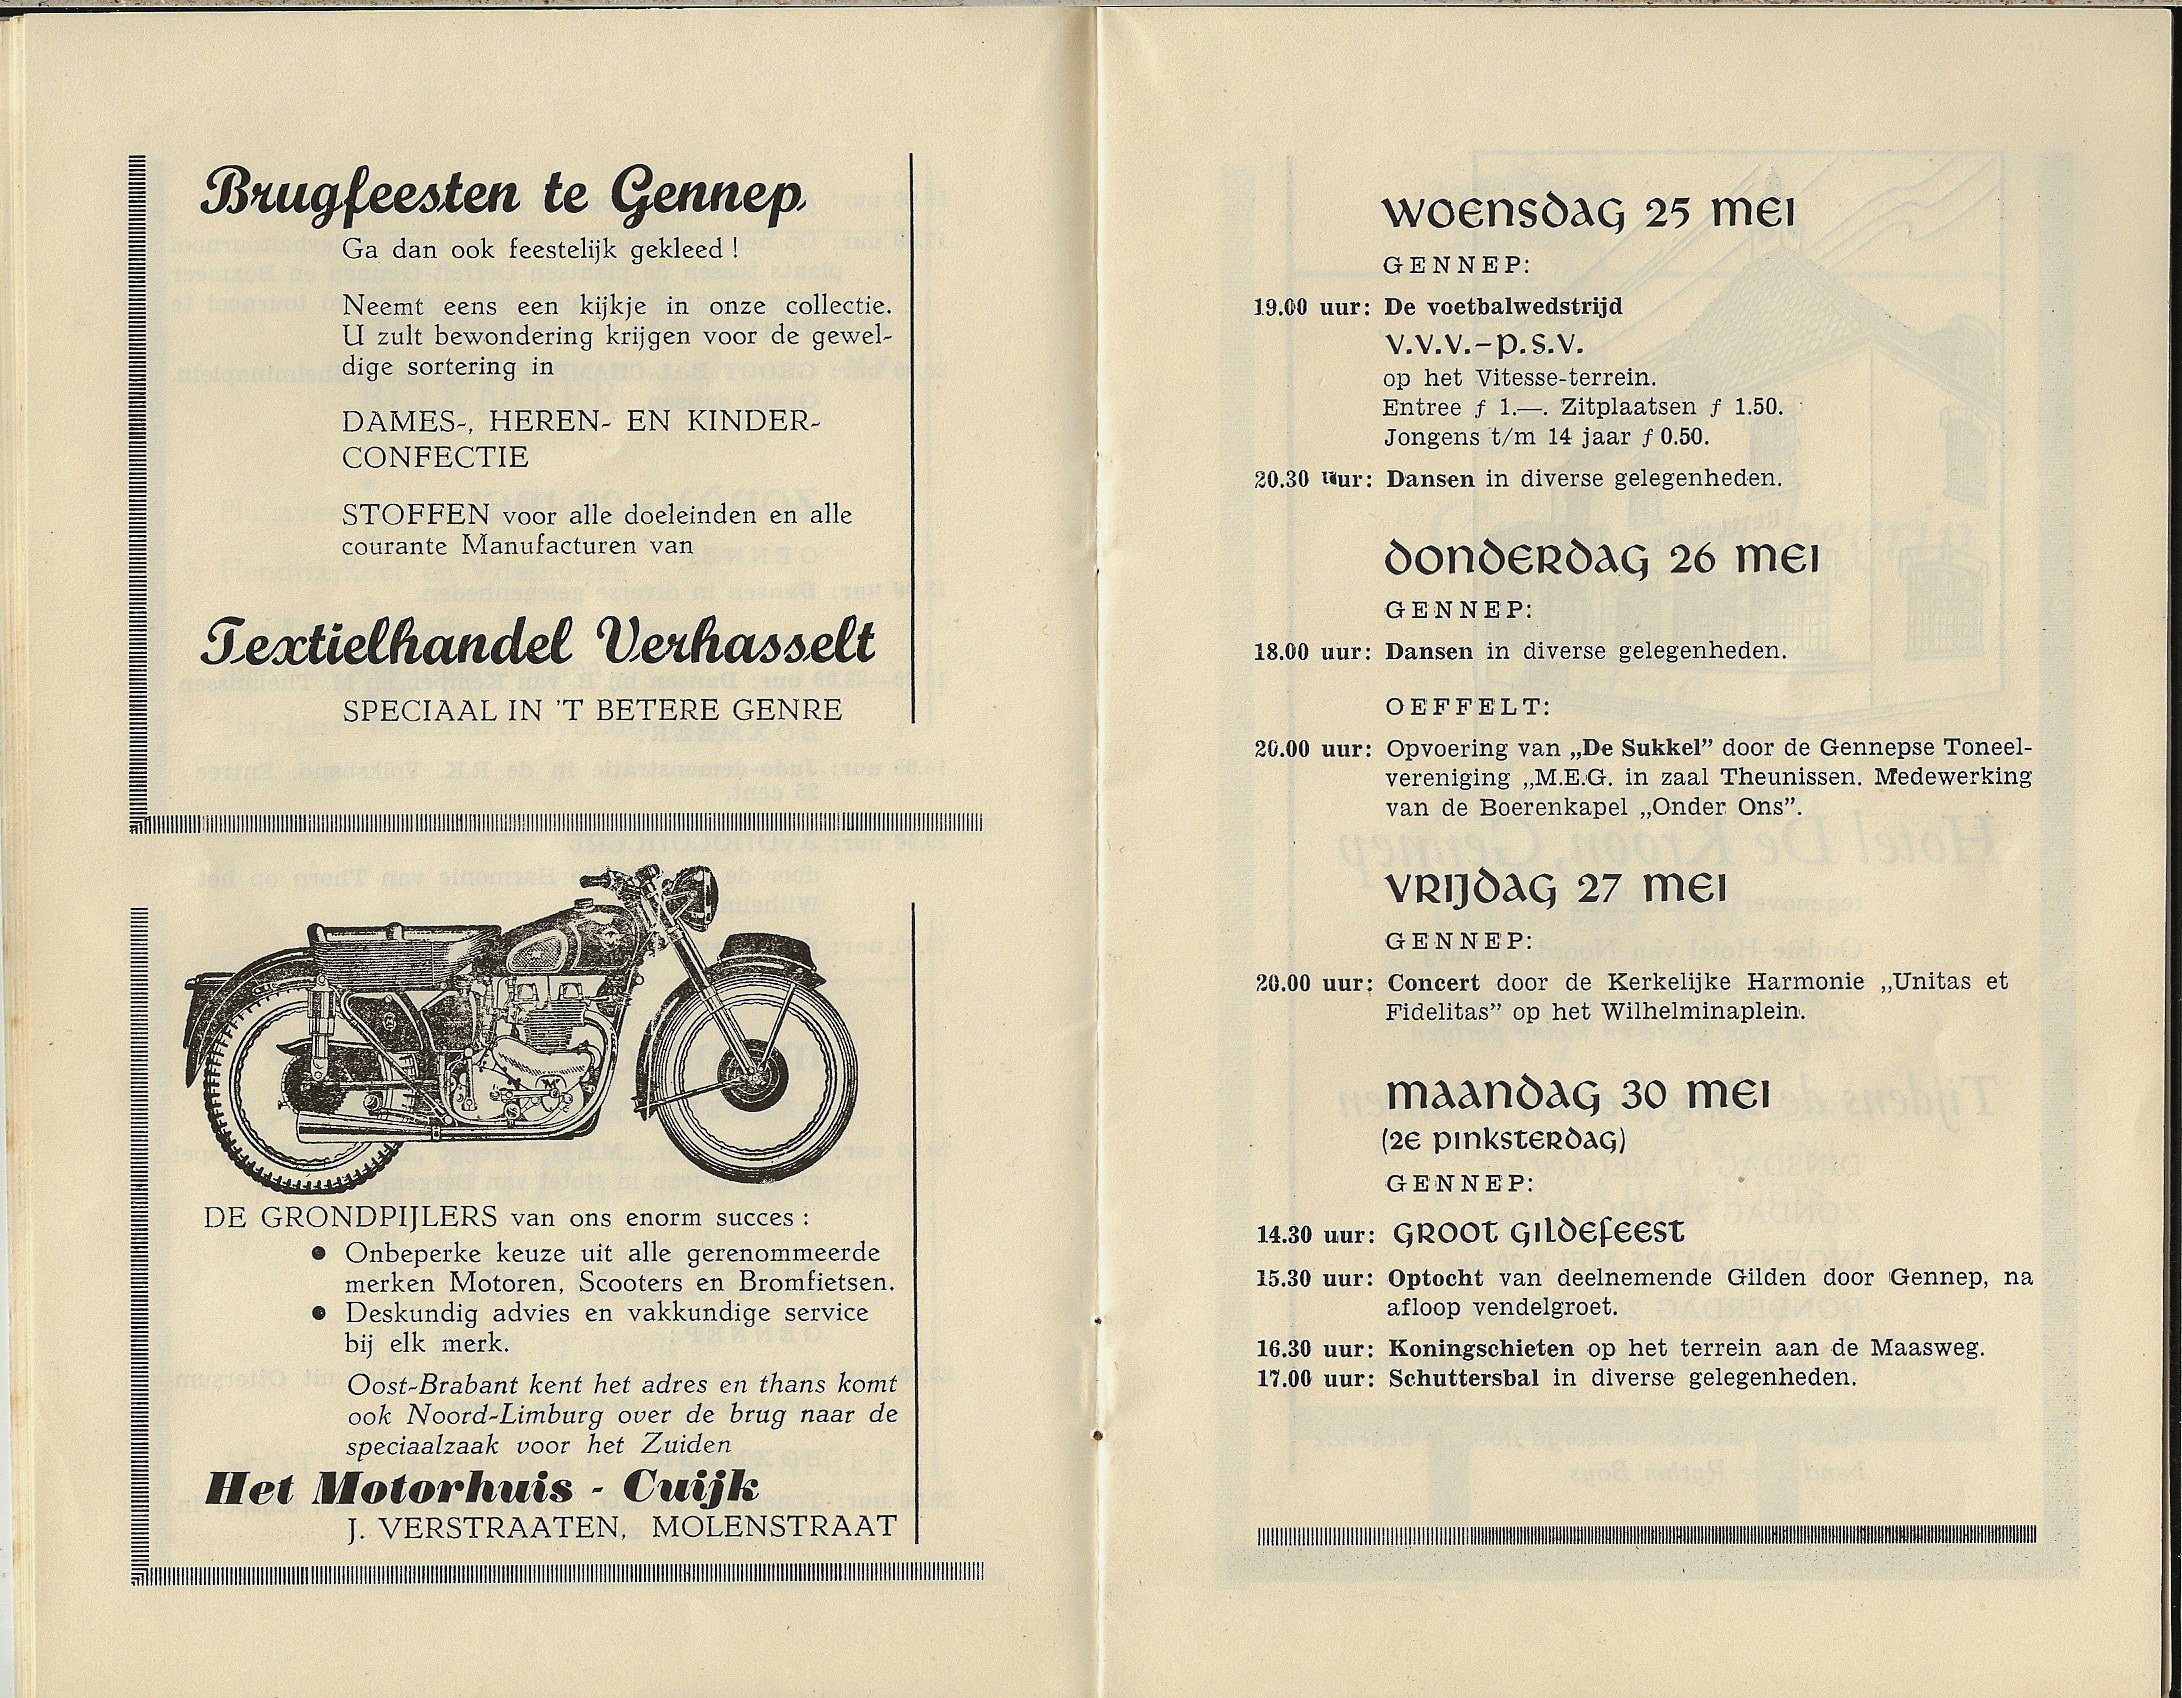 Brugfeesten te Gennep
Ga dan ook feestelijk gekleed !
Neemt eens een kijkje in onze collectie.
U zult bewondering krijgen voor de gewel-
dige sortering in
DAMES-, HEREN- EN KINDER-
CONFECTIE
STOFFEN voor alle doeleinden en alle
courante Manufacturen van
Textielhandel Verhasselt
SPECIAAL IN 'T BETERE GENRE
DE GRONDPIJLERS van ons enorm succes :
● Onbeperke keuze uit alle gerenommeerde
merken Motoren, Scooters en Bromfietsen.
● Deskundig advies en vakkundige service
bij elk merk.
Oost-Brabant kent het adres en thans komt
ook Noord-Limburg over de brug naar de
speciaalzaak voor het Zuiden
Het Motorhuis - Cuijk
J. VERSTRAATEN, MOLENSTRAAT
WOENSDAG 25 MEI
GENNEP:
19.00 uur: De voetbalwedstrijd
V.V.V.-P.S.V.
op het Vitesse-terrein.
Entree f 1.—. Zitplaatsen f 1.50.
Jongens t/m 14 jaar f 0.50.
20.30 uur: Dansen in diverse gelegenheden.
DONDERDAG 26 MEI
GENNEP:
18.00 uur: Dansen in diverse gelegenheden.
OEFFELT:
20.00 uur: Opvoering van „De Sukkel” door de Gennepse Toneel-
vereniging „M.E.G. in zaal Theunissen. Medewerking
van de Boerenkapel „Onder Ons”.
VRIJDAG 27 MEI
GENNEP:
20.00 uur: Concert door de Kerkelijke Harmonie „Unitas et
Fidelitas” op het Wilhelminaplein.
MAANDAG 30 MEI
(2E PINKSTERDAG)
GENNEP:
14.30 uur: GROOT GILDEFEEST
15.30 uur: Optocht van deelnemende Gilden door Gennep, na
afloop vendelgroet.
16.30 uur: Koningschieten op het terrein aan de Maasweg.
17.00 uur: Schuttersbal in diverse gelegenheden.